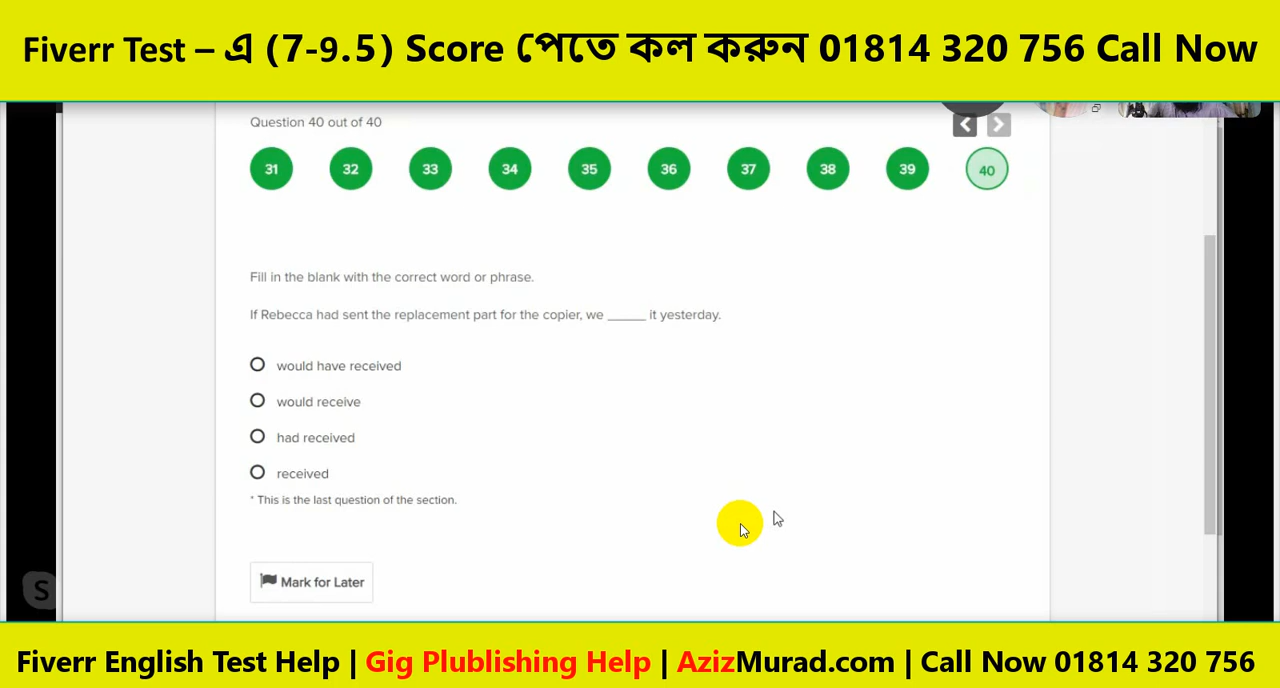 Fiverr Test – এ (7-9.5) Score পেতে কল করুন 01814 320 756 Call Now
Question 40 out of 40
31 32 33 34 35 36 37 38 39 40
Fill in the blank with the correct word or phrase.
If Rebecca had sent the replacement part for the copier, we _____ it yesterday.
would have received
would receive
had received
received
* This is the last question of the section.
Mark for Later
S
Fiverr English Test Help | Gig Plublishing Help | AzizMurad.com | Call Now 01814 320 756